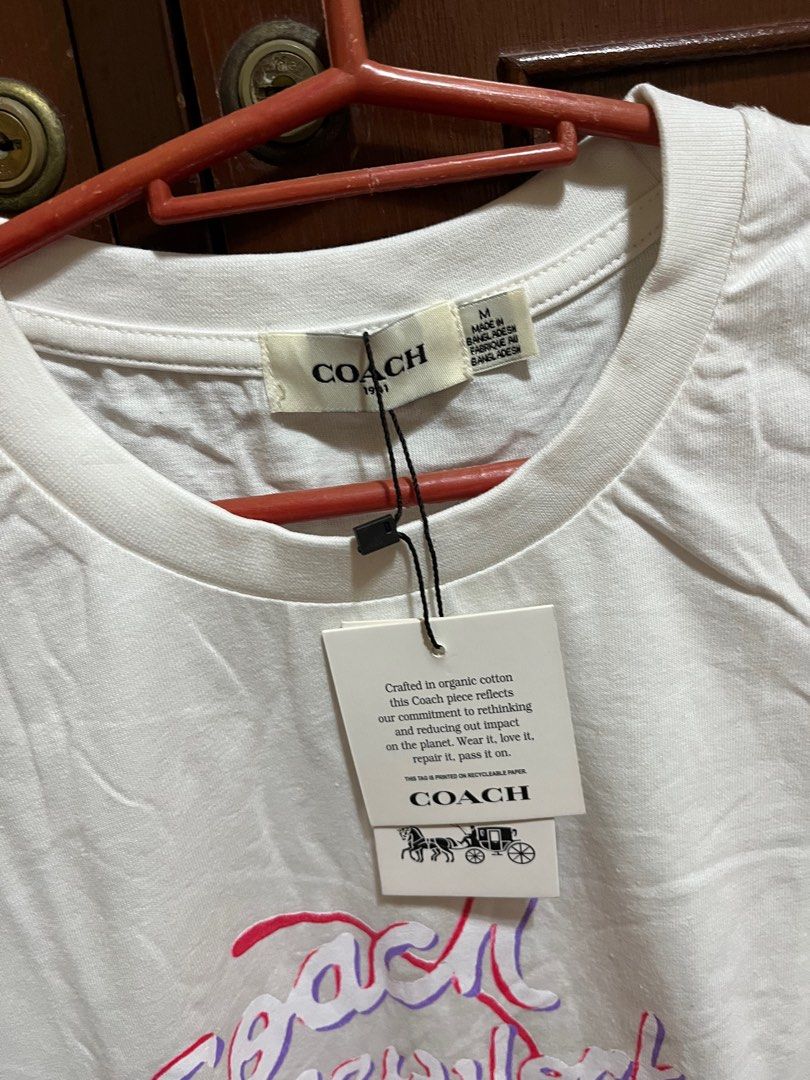 COACH
1941
M
MADE IN
BANGLADESH
FABRIQUE AU
BANGLADESH
Crafted in organic cotton
this Coach piece reflects
our commitment to rethinking
and reducing out impact
on the planet. Wear it, love it,
repair it, pass it on.
THIS TAG IS PRINTED ON RECYCLEABLE PAPER.
COACH
Coach